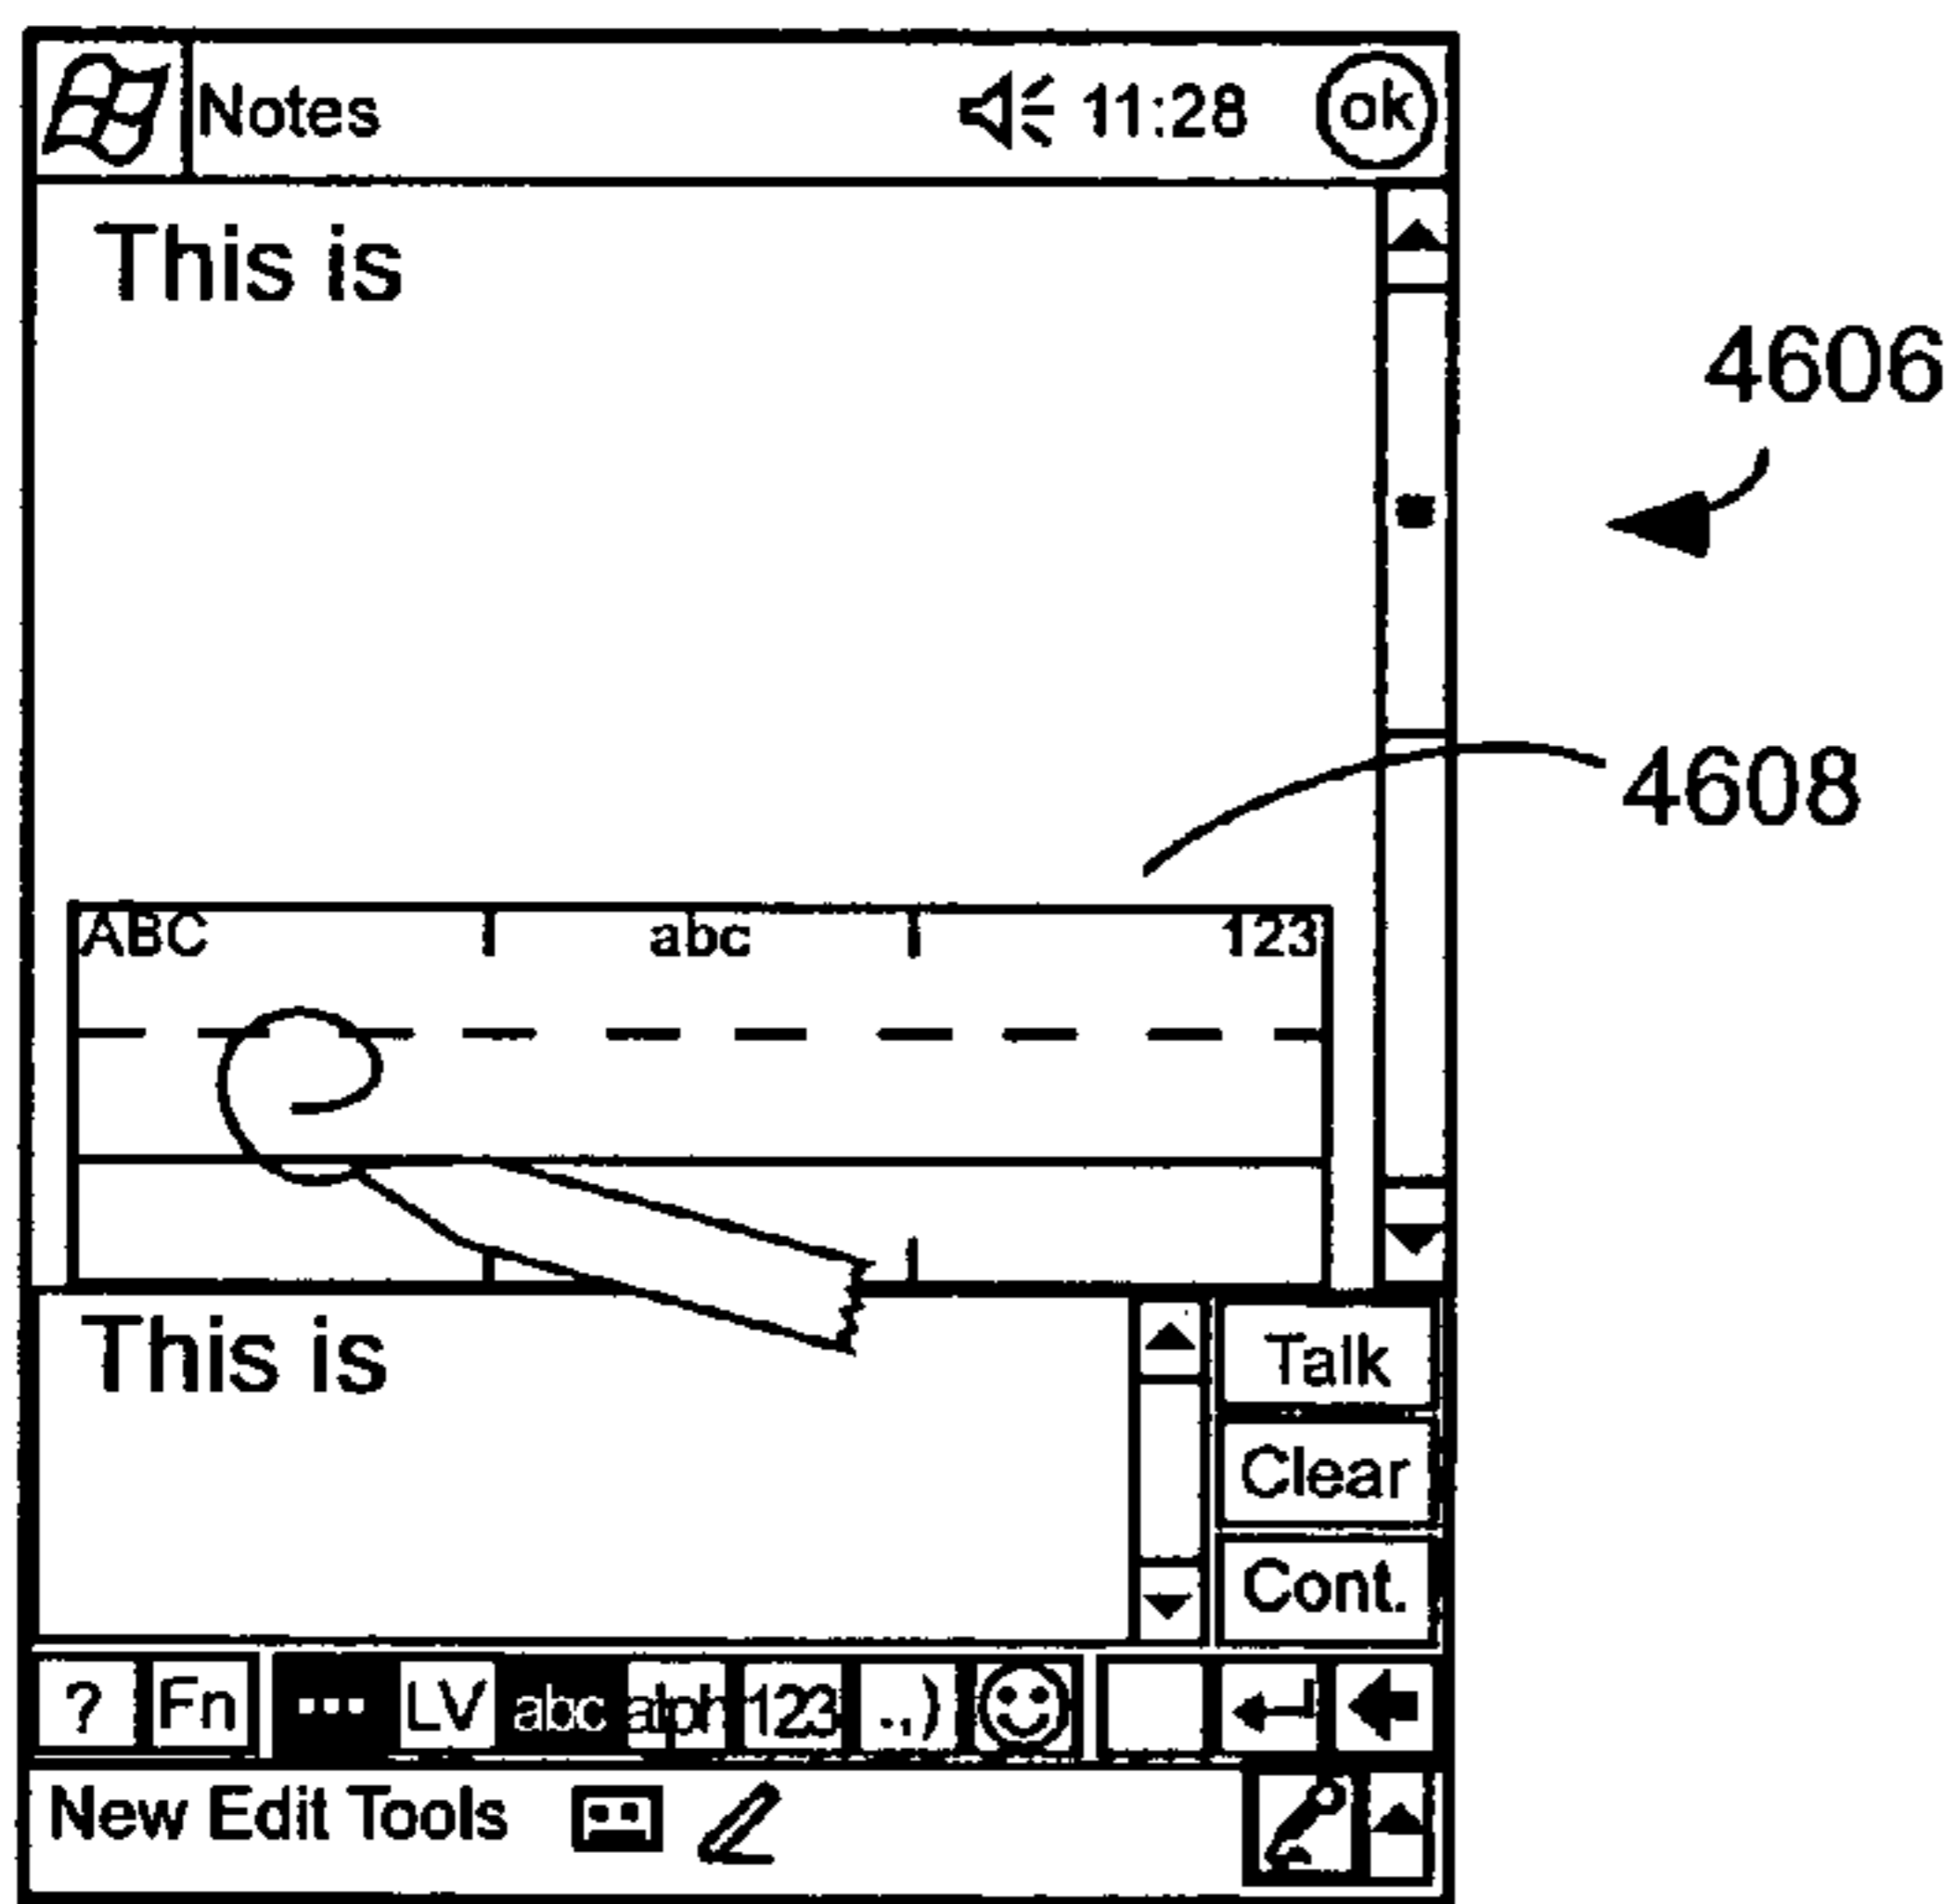 Notes 11:28 ok
This is
4606
4608
ABC abc 123
This is
Talk
Clear
Cont.
? Fn ... LV abc alph 123 .,)
New Edit Tools